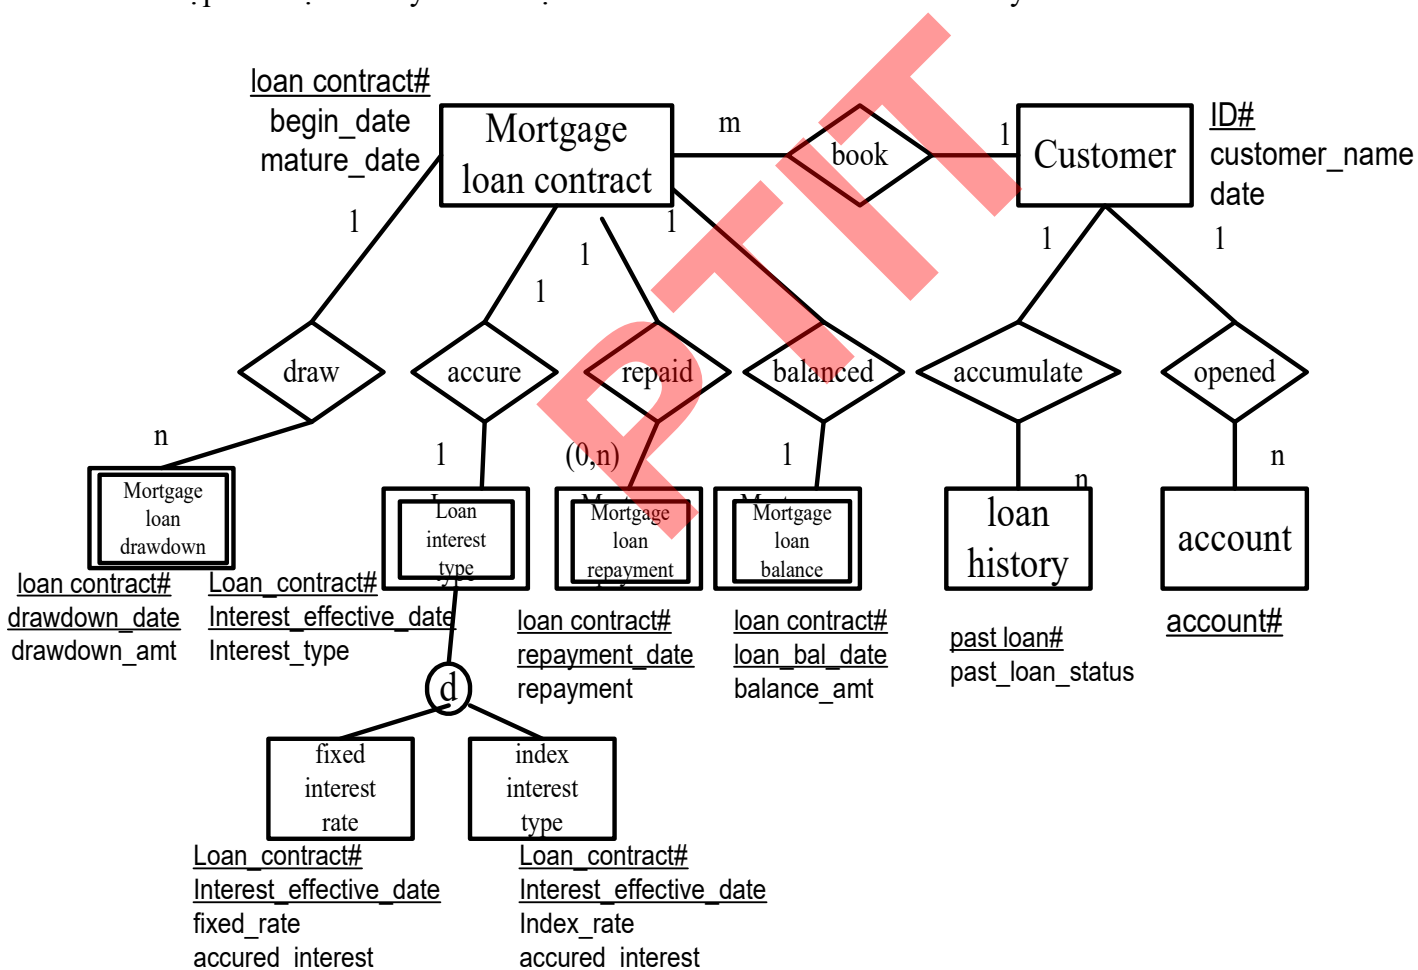 loan contract#
begin_date
mature_date
Mortgage
loan contract
m
book
1
Customer
ID#
customer_name
date
1
1
1
1
1
1
draw
accure
repaid
balanced
accumulate
opened
n
1
(0,n)
1
n
n
Mortgage
loan
drawdown
Loan
interest
type
Mortgage
loan
repayment
Mortgage
loan
balance
loan
history
account
loan contract#
drawdown_date
drawdown_amt
Loan_contract#
Interest_effective_date
Interest_type
loan contract#
repayment_date
repayment
loan contract#
loan_bal_date
balance_amt
past loan#
past_loan_status
account#
d
fixed
interest
rate
index
interest
type
Loan_contract#
Interest_effective_date
fixed_rate
accured_interest
Loan_contract#
Interest_effective_date
Index_rate
accured_interest
PTIT